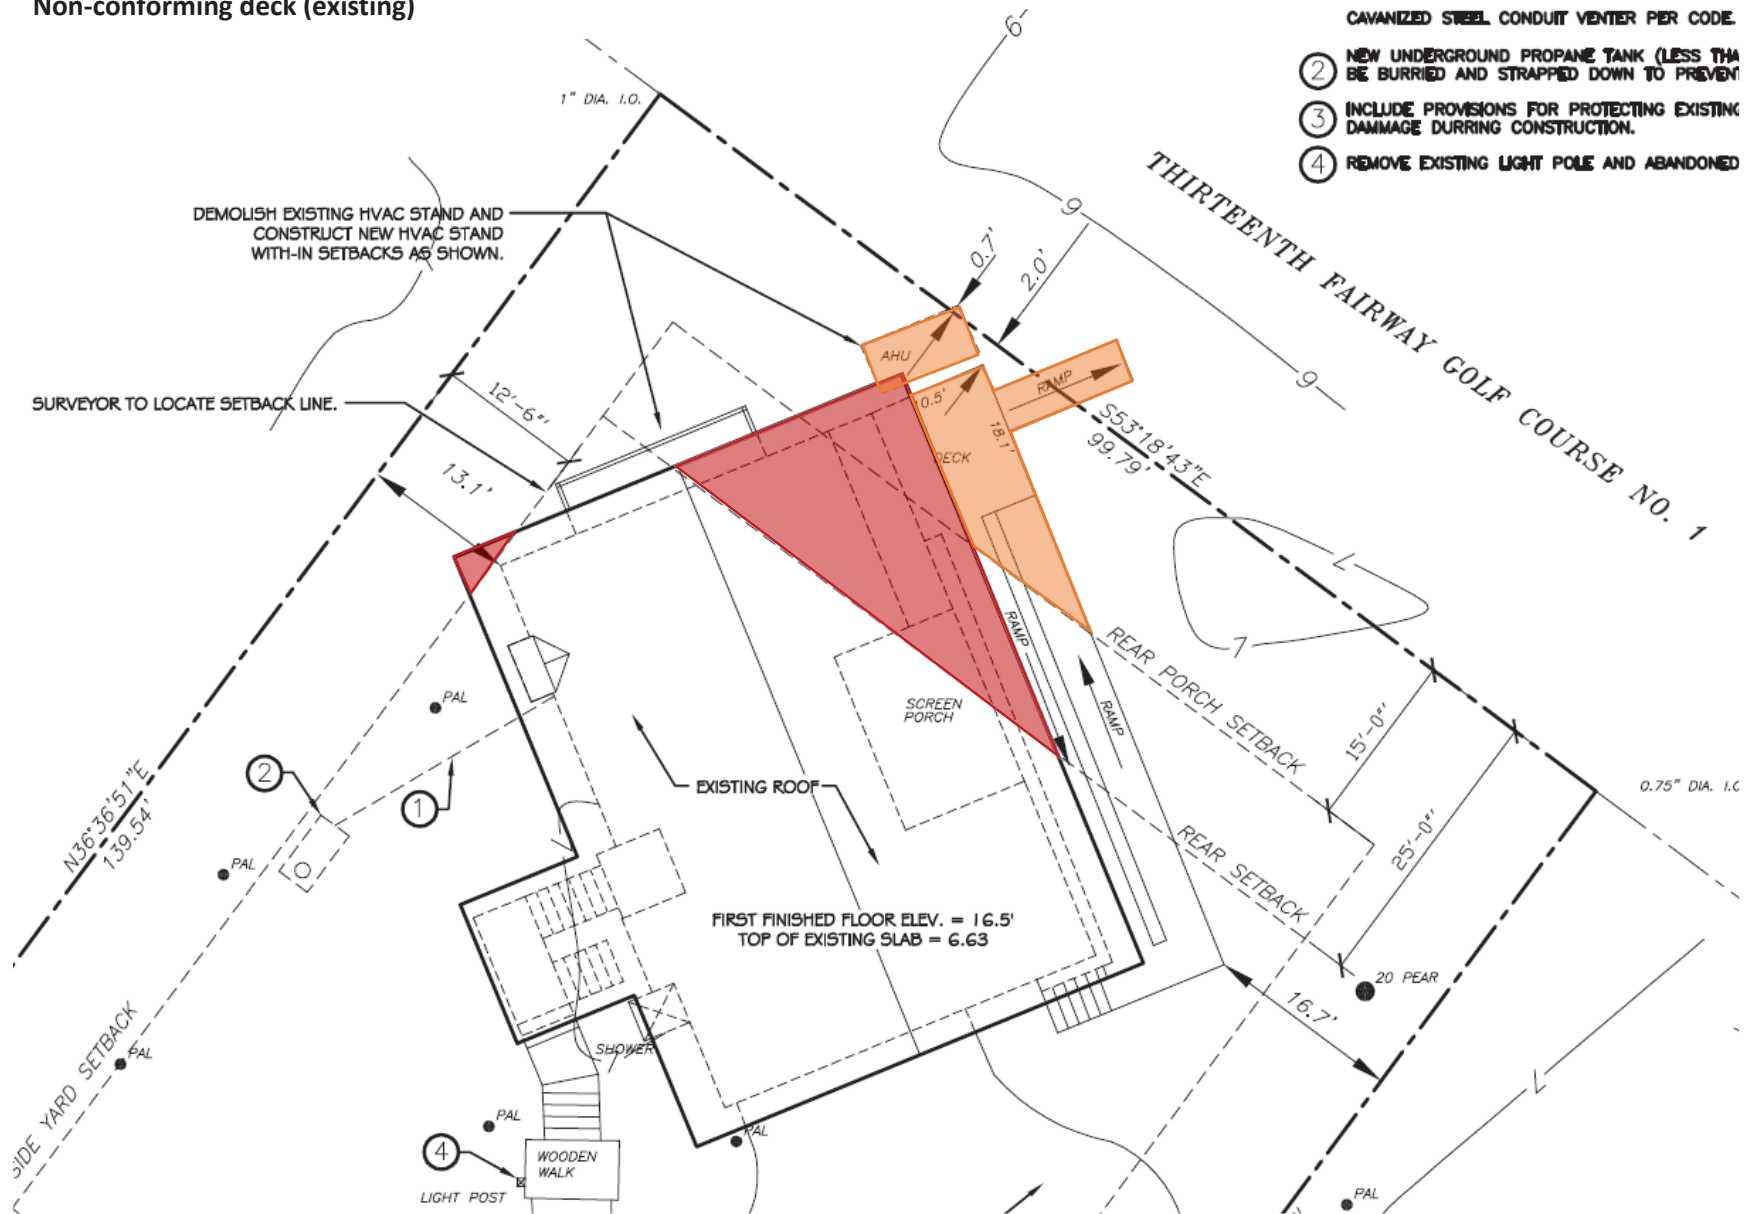 Non-conforming deck (existing)
CAVANIZED STEEL CONDUIT VENTER PER CODE.
2 NEW UNDERGROUND PROPANE TANK (LESS THA
BE BURRIED AND STRAPPED DOWN TO PREVENT
3 INCLUDE PROVISIONS FOR PROTECTING EXISTING
DAMMAGE DURRING CONSTRUCTION.
4 REMOVE EXISTING LIGHT POLE AND ABANDONED
1" DIA. I.O.
6
9
9
THIRTEENTH FAIRWAY GOLF COURSE NO. 1
DEMOLISH EXISTING HVAC STAND AND
CONSTRUCT NEW HVAC STAND
WITH-IN SETBACKS AS SHOWN.
0.7'
2.0'
AHU
RAMP
10.5'
18.1'
DECK
S53°18'43"E
99.79'
SURVEYOR TO LOCATE SETBACK LINE.
12'-6"
13.1'
7
7
RAMP
REAR PORCH SETBACK
SCREEN
PORCH
RAMP
15'-0"
PAL
2
1
EXISTING ROOF
0.75" DIA. I.O
N36°36'51"E
139.54'
PAL
REAR SETBACK
25'-0"
FIRST FINISHED FLOOR ELEV. = 16.5'
TOP OF EXISTING SLAB = 6.63
20 PEAR
16.7'
SIDE YARD SETBACK
PAL
SHOWER
7
PAL
PAL
4
WOODEN
WALK
LIGHT POST
PAL